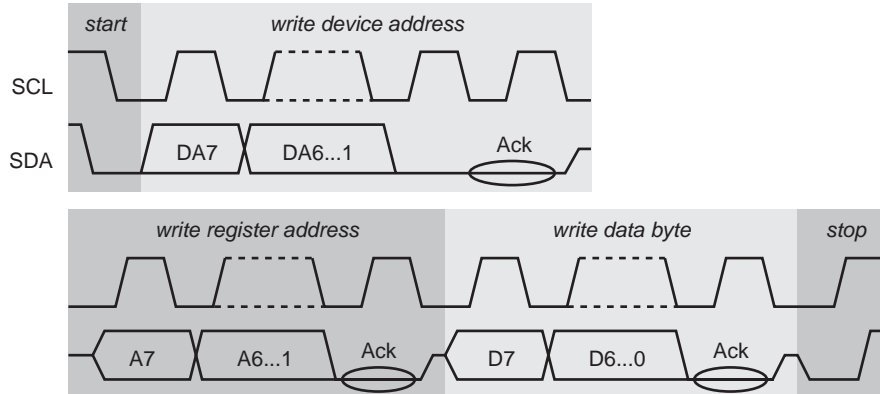 start write device address
SCL
SDA DA7 DA6...1 Ack
write register address write data byte stop
A7 A6...1 Ack D7 D6...0 Ack